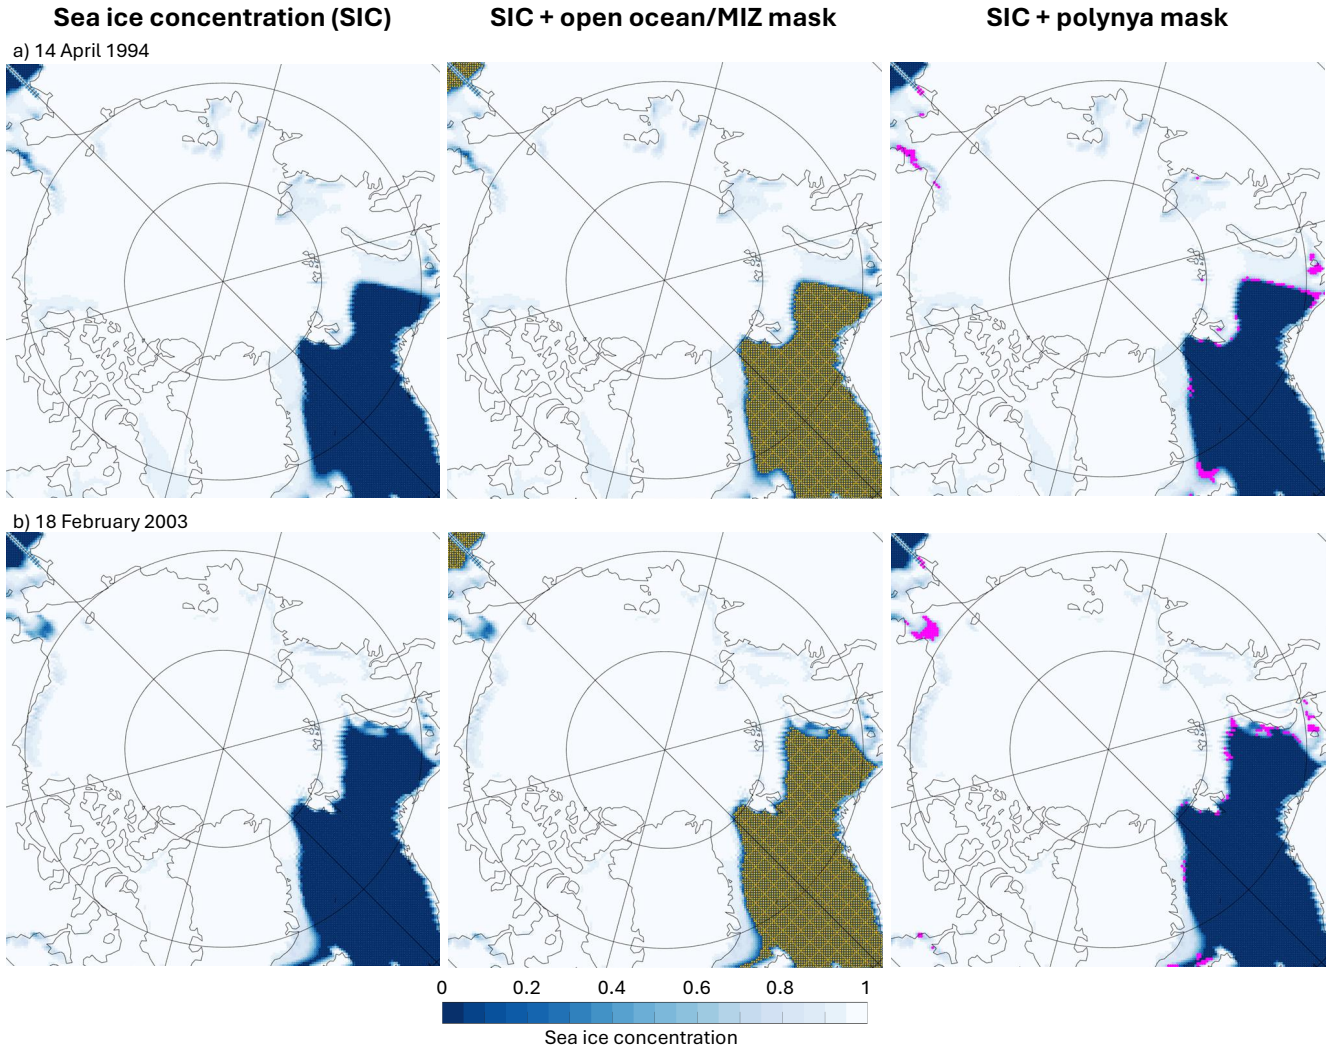 Sea ice concentration (SIC)
SIC + open ocean/MIZ mask
SIC + polynya mask
a) 14 April 1994
b) 18 February 2003
0 0.2 0.4 0.6 0.8 1
Sea ice concentration